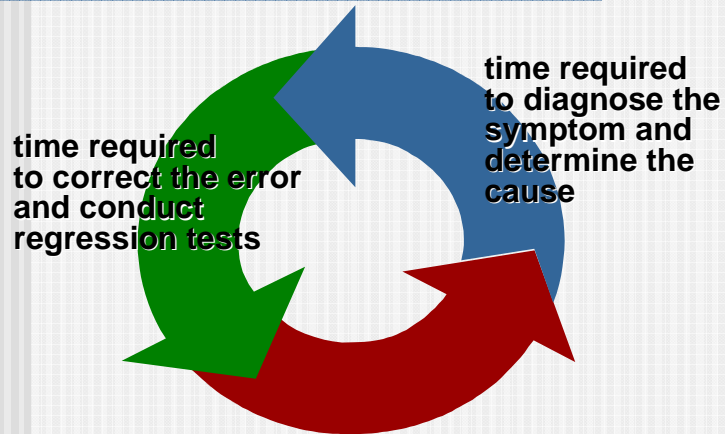 time required
to diagnose the
symptom and
determine the
cause
time required
to correct the error
and conduct
regression tests